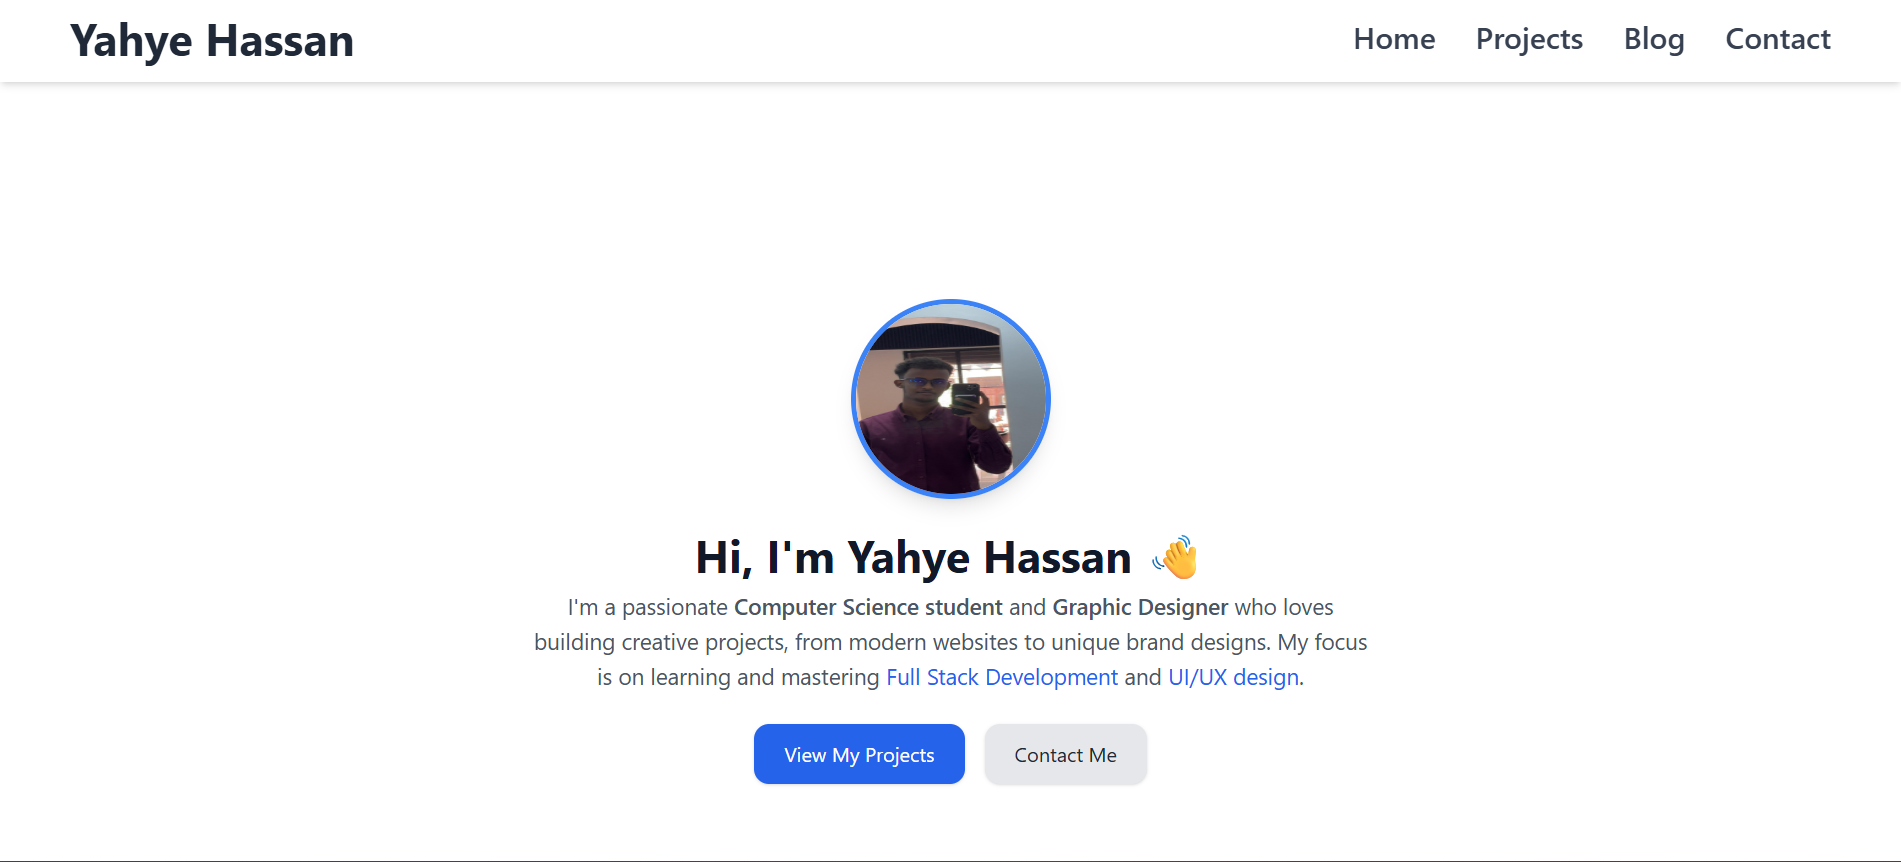 Yahye Hassan
Home Projects Blog Contact
Hi, I'm Yahye Hassan 👋
I'm a passionate Computer Science student and Graphic Designer who loves
building creative projects, from modern websites to unique brand designs. My focus
is on learning and mastering Full Stack Development and UI/UX design.
View My Projects
Contact Me